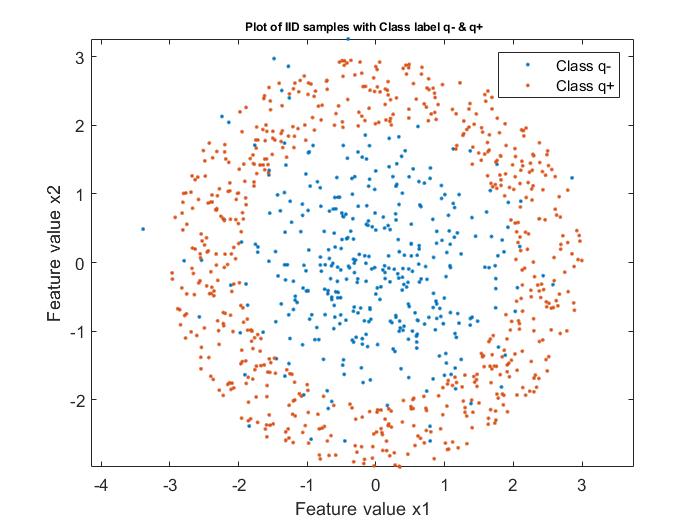 Plot of IID samples with Class label q- & q+
Class q-
Class q+
3
2
1
0
-1
-2
Feature value x2
-4
-3
-2
-1
0
1
2
3
Feature value x1